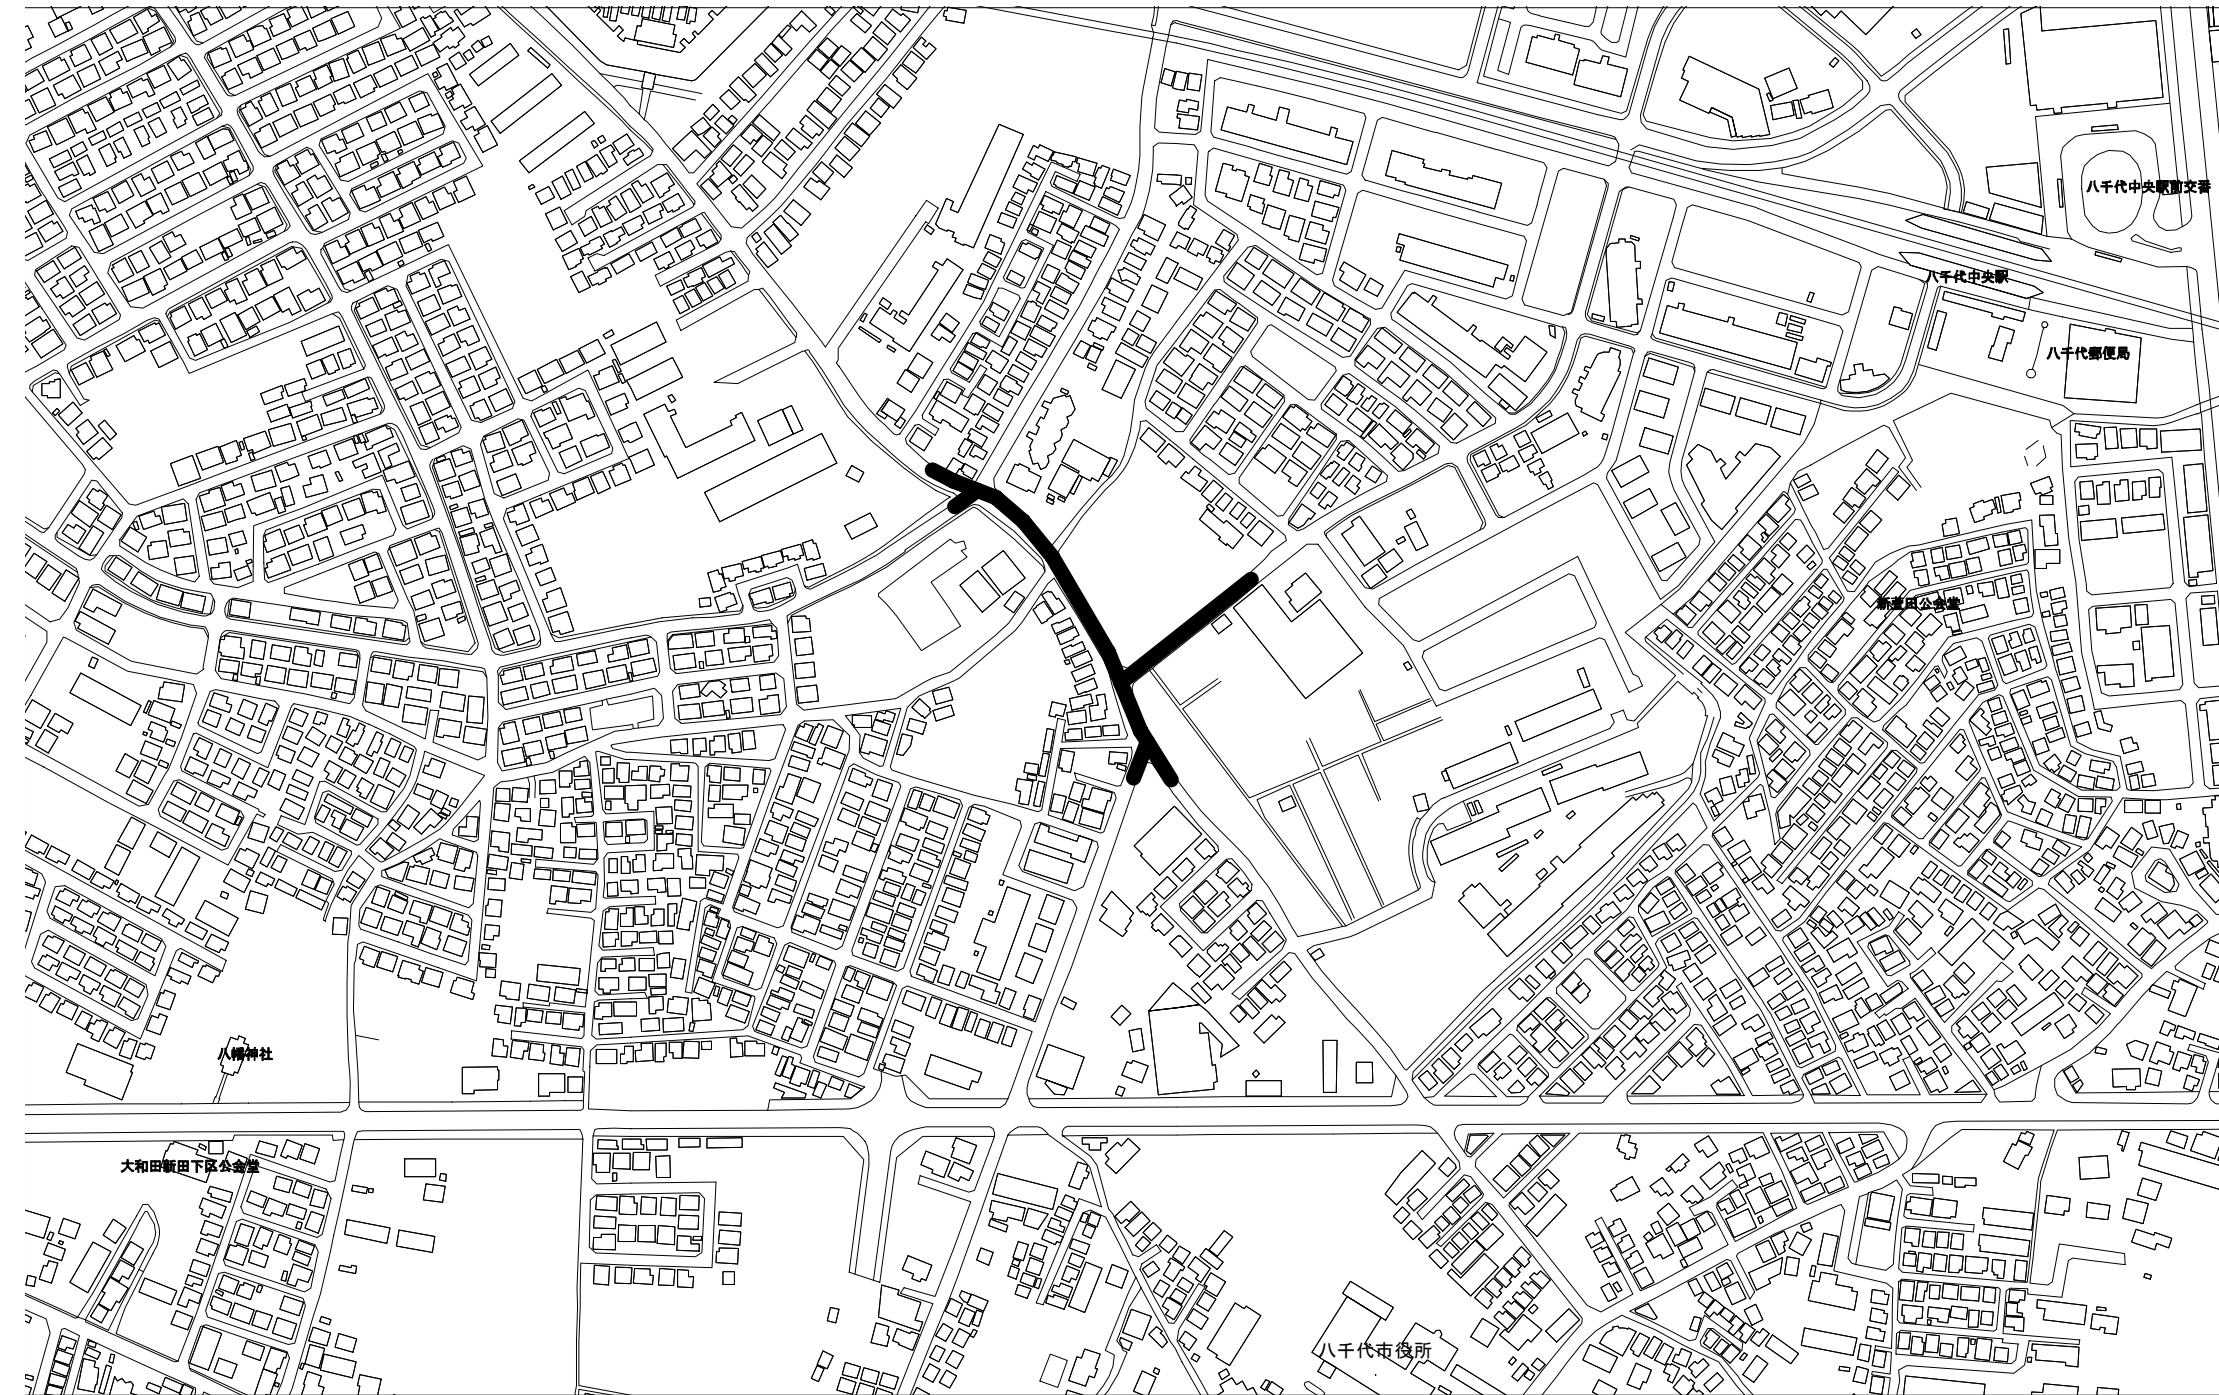 八千代中央駅前交番
八千代中央駅
八千代郵便局
新萱田公会堂
八幡神社
大和田新田下区公会堂
八千代市役所